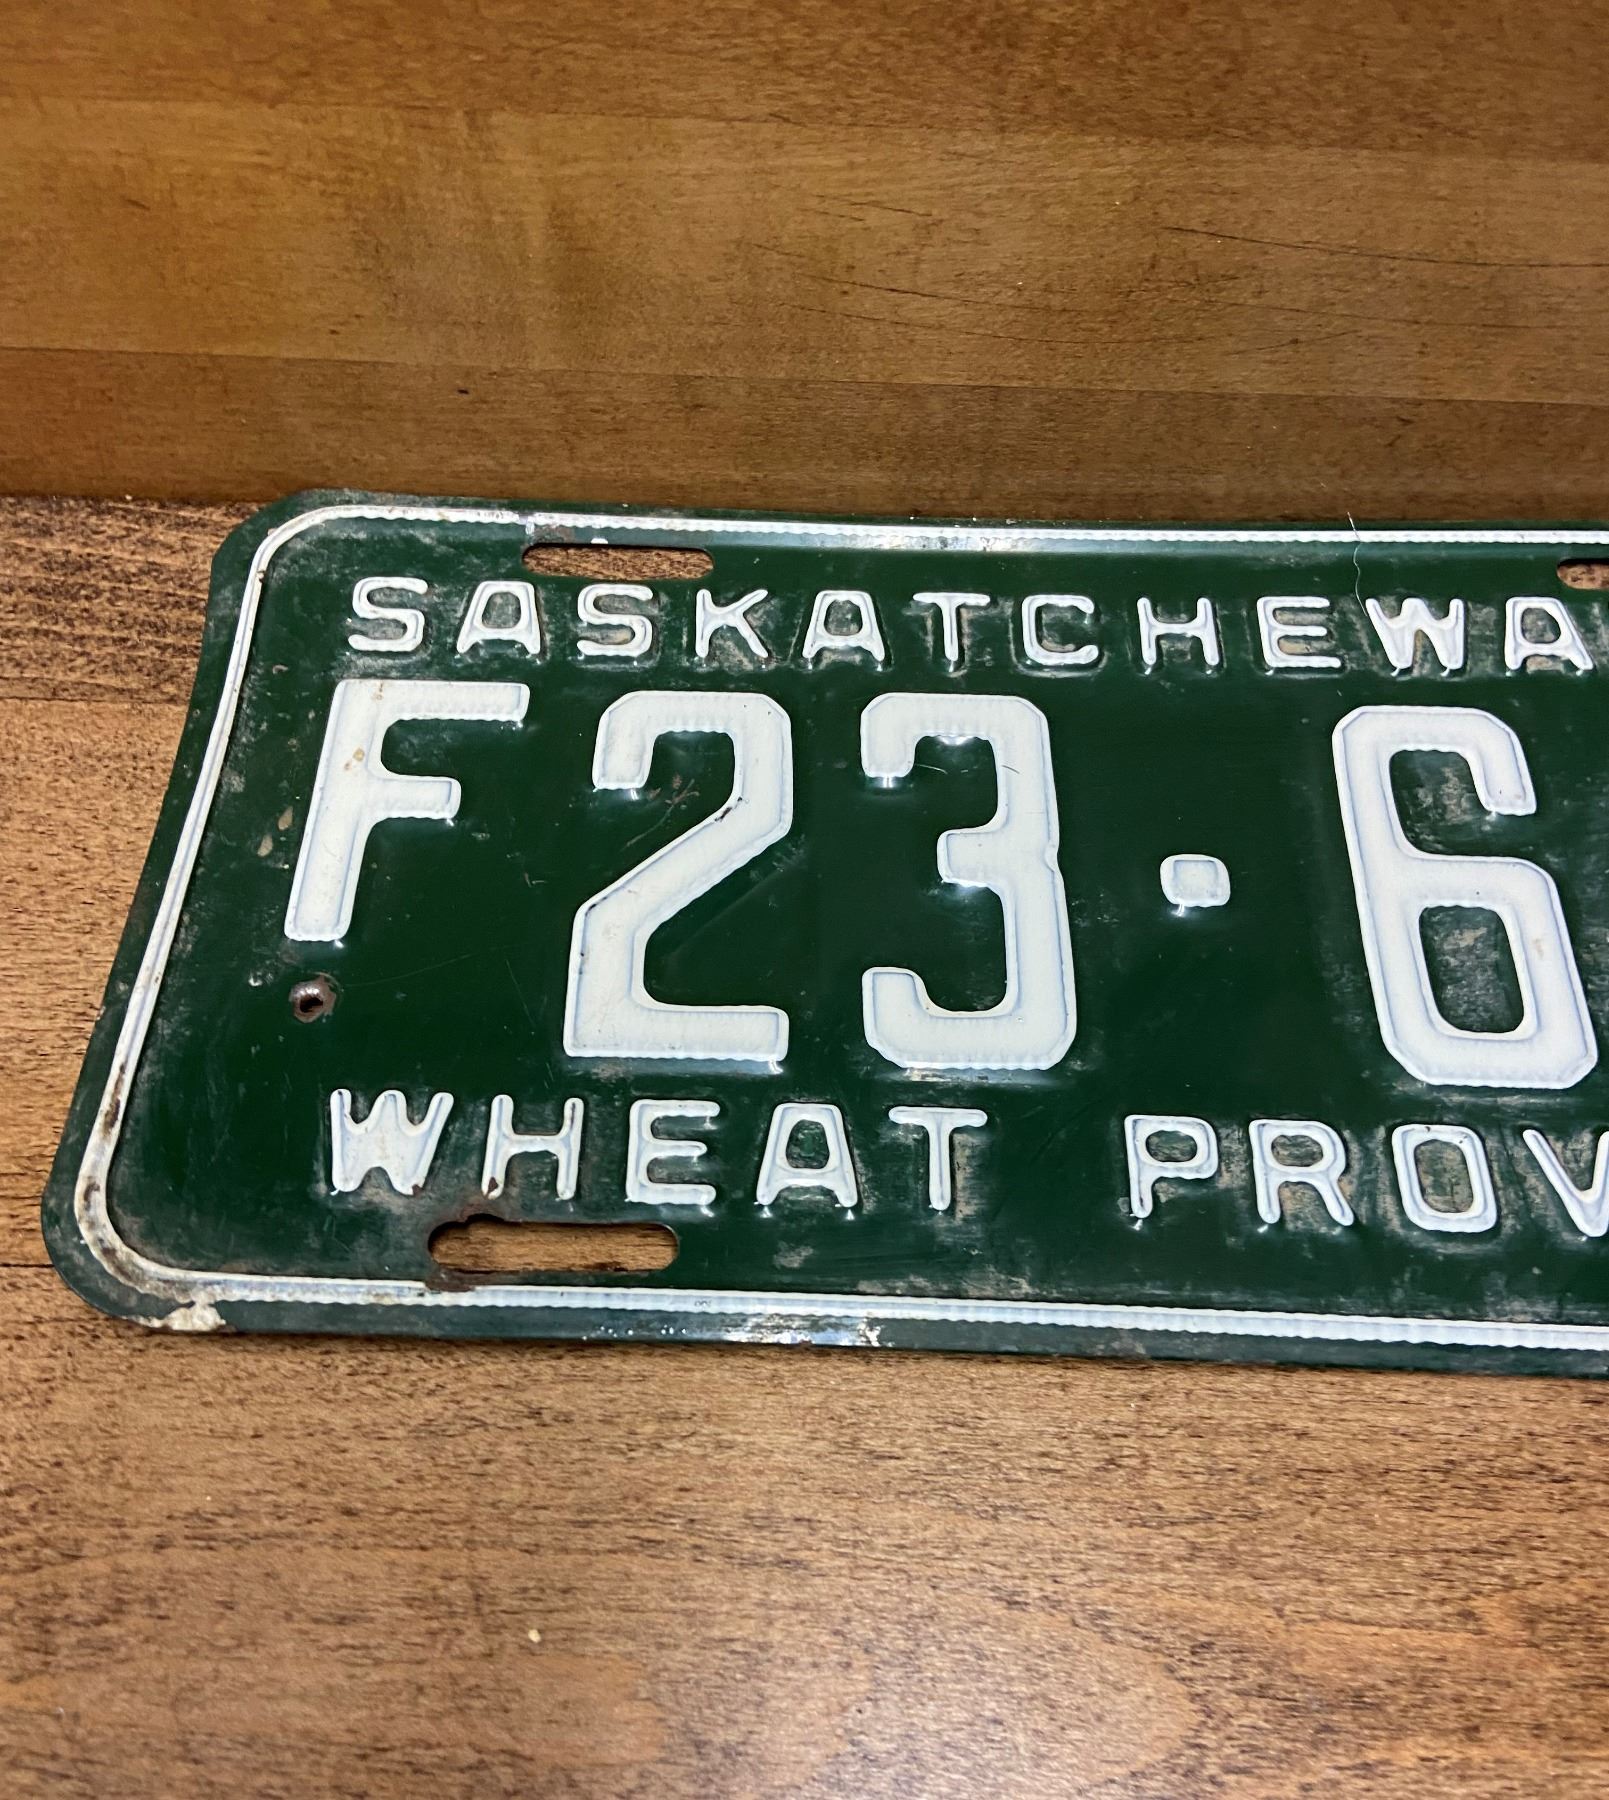 SASKATCHEWA
F23·6
WHEAT PROV